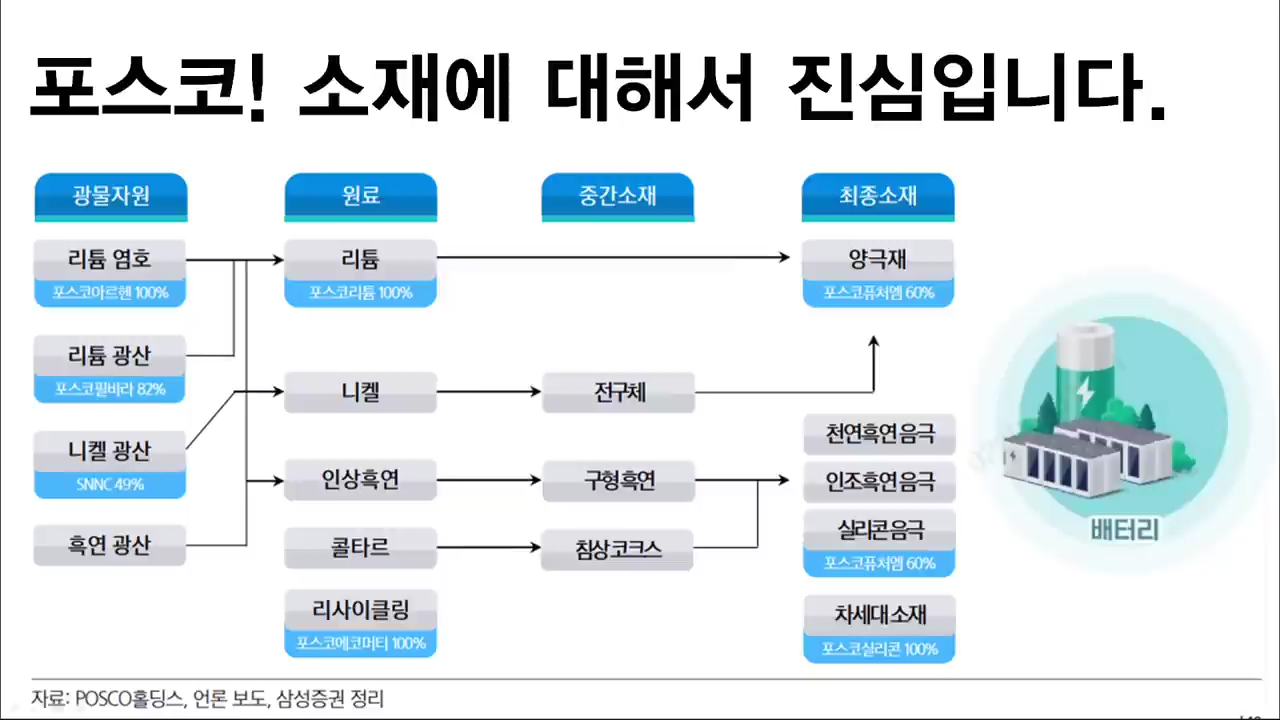 포스코! 소재에 대해서 진심입니다.
광물자원
원료
중간소재
최종소재
리튬 염호
포스코아르헨 100%
리튬
포스코리튬 100%
양극재
포스코퓨처엠 60%
리튬 광산
포스코필바라 82%
니켈
전구체
니켈 광산
SNNC 49%
천연흑연 음극
인상흑연
구형 흑연
인조흑연 음극
흑연 광산
콜타르
침상 코크스
실리콘 음극
포스코퓨처엠 60%
배터리
리사이클링
포스코에코머티 100%
차세대 소재
포스코실리콘 100%
자료: POSCO홀딩스, 언론 보도, 삼성증권 정리